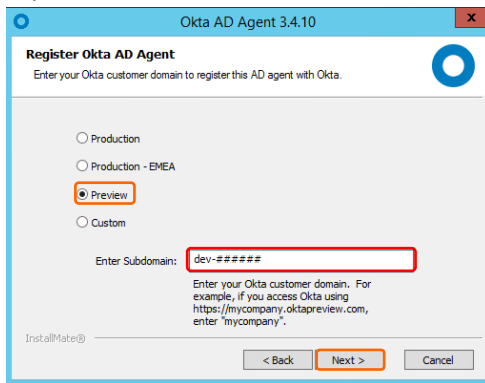 Okta AD Agent 3.4.10
x
Register Okta AD Agent
Enter your Okta customer domain to register this AD agent with Okta.
Production
Production - EMEA
Preview
Custom
Enter Subdomain:
dev-######
Enter your Okta customer domain. For
example, if you access Okta using
https://mycompany.oktapreview.com,
enter "mycompany".
InstallMate®
< Back
Next >
Cancel